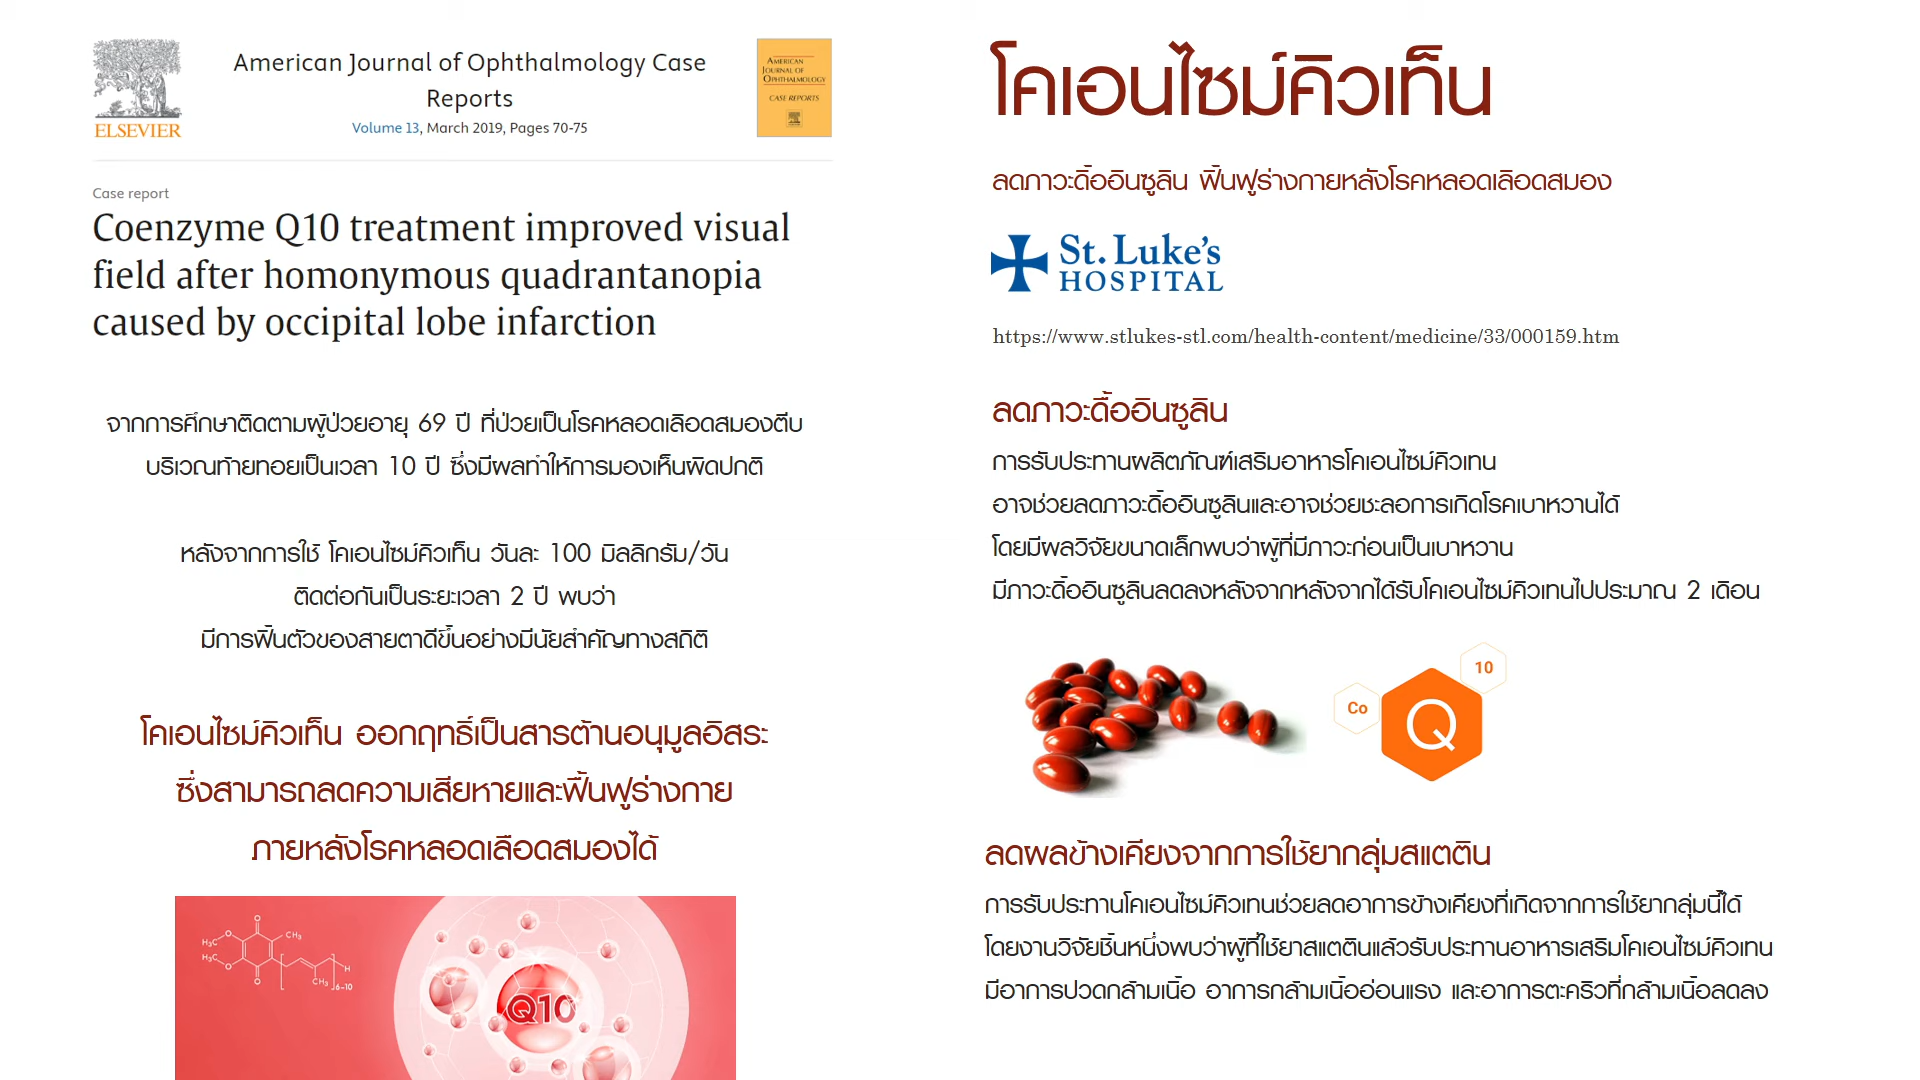 ELSEVIER
American Journal of Ophthalmology Case
Reports
Volume 13, March 2019, Pages 70-75
AMERICAN
JOURNAL OF
OPHTHALMOLOGY
CASE REPORTS
Case report
Coenzyme Q10 treatment improved visual
field after homonymous quadrantanopia
caused by occipital lobe infarction
จากการศึกษาติดตามผู้ป่วยอายุ 69 ปี ที่ป่วยเป็นโรคหลอดเลือดสมองตีบ
บริเวณท้ายทอยเป็นเวลา 10 ปี ซึ่งมีผลทำให้การมองเห็นผิดปกติ
หลังจากการใช้ โคเอนไซม์คิวเท็น วันละ 100 มิลลิกรัม/วัน
ติดต่อกันเป็นระยะเวลา 2 ปี พบว่า
มีการฟื้นตัวของสายตาดีขึ้นอย่างมีนัยสำคัญทางสถิติ
โคเอนไซม์คิวเท็น ออกฤทธิ์เป็นสารต้านอนุมูลอิสระ
ซึ่งสามารถลดความเสียหายและฟื้นฟูร่างกาย
ภายหลังโรคหลอดเลือดสมองได้
O
H₃C
O
CH₃
H₃C
O
O
CH₃
H
6-10
Q10
โคเอนไซม์คิวเท็น
ลดภาวะดื้ออินซูลิน ฟื้นฟูร่างกายหลังโรคหลอดเลือดสมอง
St. Luke's
HOSPITAL
https://www.stlukes-stl.com/health-content/medicine/33/000159.htm
ลดภาวะดื้ออินซูลิน
การรับประทานผลิตภัณฑ์เสริมอาหารโคเอนไซม์คิวเทน
อาจช่วยลดภาวะดื้ออินซูลินและอาจช่วยชะลอการเกิดโรคเบาหวานได้
โดยมีผลวิจัยขนาดเล็กพบว่าผู้ที่มีภาวะก่อนเป็นเบาหวาน
มีภาวะดื้ออินซูลินลดลงหลังจากหลังจากได้รับโคเอนไซม์คิวเทนไปประมาณ 2 เดือน
Co
Q
10
ลดผลข้างเคียงจากการใช้ยากลุ่มสแตติน
การรับประทานโคเอนไซม์คิวเทนช่วยลดอาการข้างเคียงที่เกิดจากการใช้ยากลุ่มนี้ได้
โดยงานวิจัยชิ้นหนึ่งพบว่าผู้ที่ใช้ยาสแตตินแล้วรับประทานอาหารเสริมโคเอนไซม์คิวเทน
มีอาการปวดกล้ามเนื้อ อาการกล้ามเนื้ออ่อนแรง และอาการตะคริวที่กล้ามเนื้อลดลง